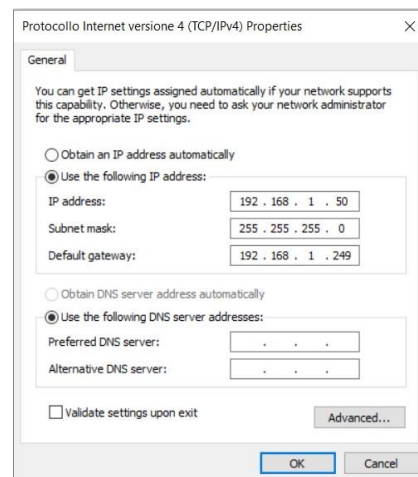 Protocollo Internet versione 4 (TCP/IPv4) Properties
General
You can get IP settings assigned automatically if your network supports
this capability. Otherwise, you need to ask your network administrator
for the appropriate IP settings.
Obtain an IP address automatically
Use the following IP address:
IP address: 192 . 168 . 1 . 50
Subnet mask: 255 . 255 . 255 . 0
Default gateway: 192 . 168 . 1 . 249
Obtain DNS server address automatically
Use the following DNS server addresses:
Preferred DNS server: . . .
Alternative DNS server: . . .
Validate settings upon exit
Advanced...
OK Cancel